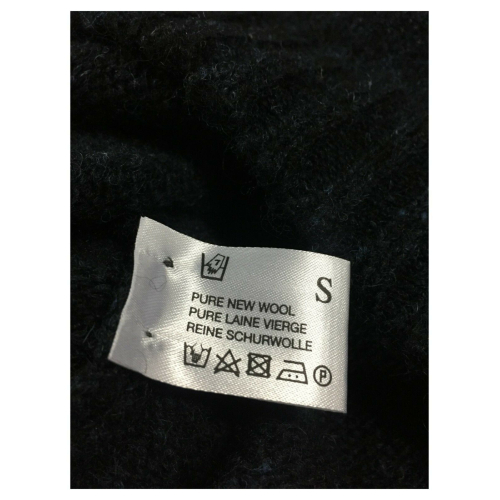 S
PURE NEW WOOL
PURE LAINE VIERGE
REINE SCHURWOLLE
P